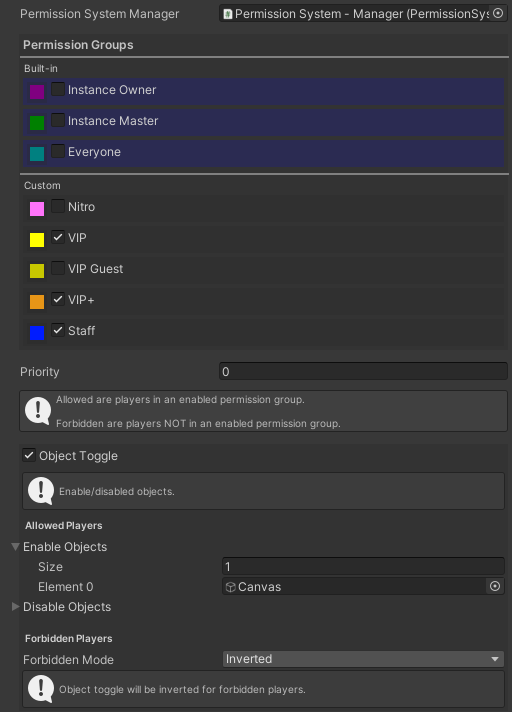 Permission System Manager
Permission System - Manager (PermissionSys
Permission Groups
Built-in
Instance Owner
Instance Master
Everyone
Custom
Nitro
VIP
VIP Guest
VIP+
Staff
Priority
0
Allowed are players in an enabled permission group.
Forbidden are players NOT in an enabled permission group.
Object Toggle
Enable/disabled objects.
Allowed Players
Enable Objects
Size
1
Element 0
Canvas
Disable Objects
Forbidden Players
Forbidden Mode
Inverted
Object toggle will be inverted for forbidden players.